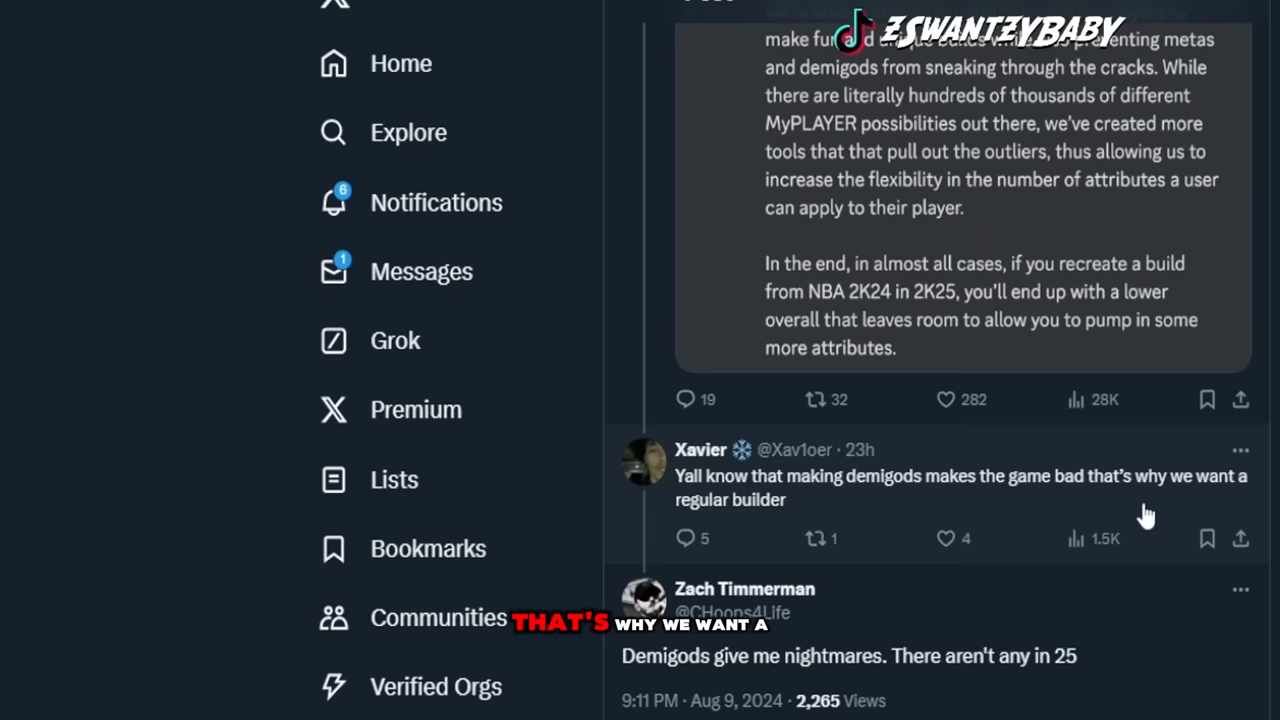 ZSWANTZYBABY
make fun and unique builds while preventing metas
and demigods from sneaking through the cracks. While
there are literally hundreds of thousands of different
MyPLAYER possibilities out there, we've created more
tools that that pull out the outliers, thus allowing us to
increase the flexibility in the number of attributes a user
can apply to their player.
In the end, in almost all cases, if you recreate a build
from NBA 2K24 in 2K25, you'll end up with a lower
overall that leaves room to allow you to pump in some
more attributes.
19 32 282 28K
Home
Explore
6
Notifications
1
Messages
Grok
Premium
Lists
Bookmarks
Communities
Verified Orgs
Xavier @Xav1oer · 23h
Yall know that making demigods makes the game bad that's why we want a
regular builder
5 1 4 1.5K
Zach Timmerman
@CHoops4Life
THAT'S WHY WE WANT A
Demigods give me nightmares. There aren't any in 25
9:11 PM · Aug 9, 2024 · 2,265 Views